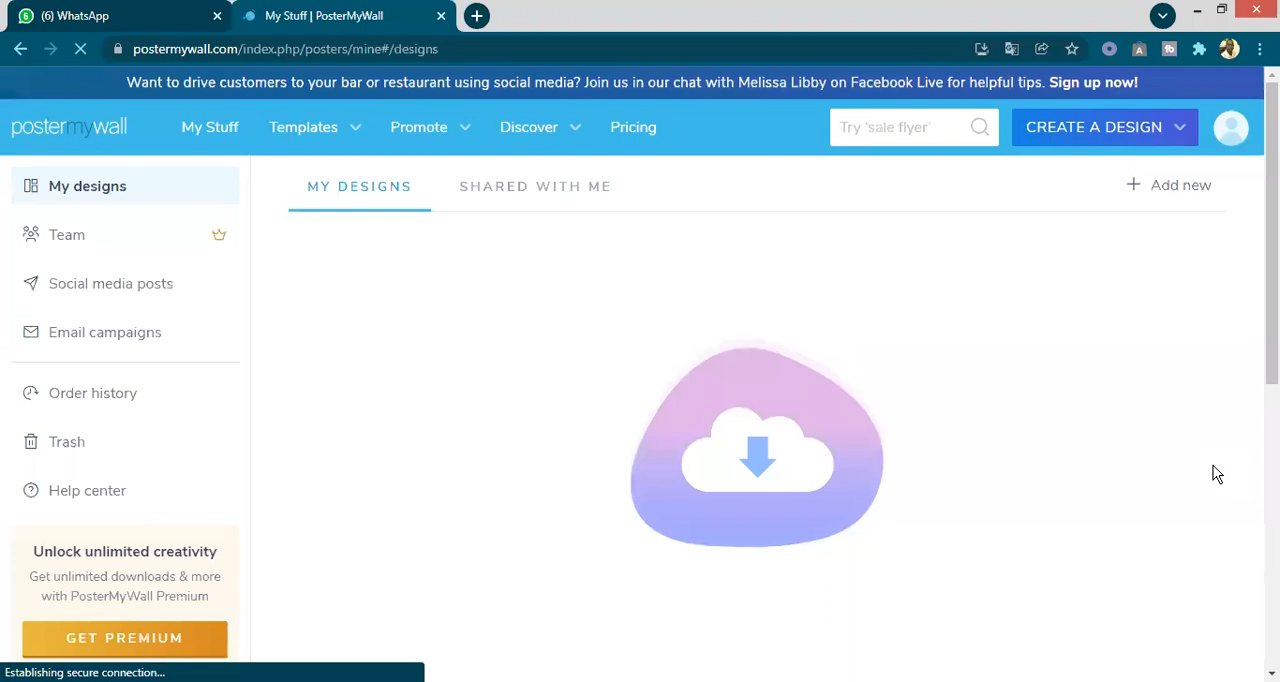 (6) WhatsApp
My Stuff | PosterMyWall
postermywall.com/index.php/posters/mine#/designs
Want to drive customers to your bar or restaurant using social media? Join us in our chat with Melissa Libby on Facebook Live for helpful tips. Sign up now!
postermywall
My Stuff
Templates
Promote
Discover
Pricing
Try 'sale flyer'
CREATE A DESIGN
My designs
Team
Social media posts
Email campaigns
Order history
Trash
Help center
Unlock unlimited creativity
Get unlimited downloads & more
with PosterMyWall Premium
GET PREMIUM
MY DESIGNS
SHARED WITH ME
Add new
Establishing secure connection...